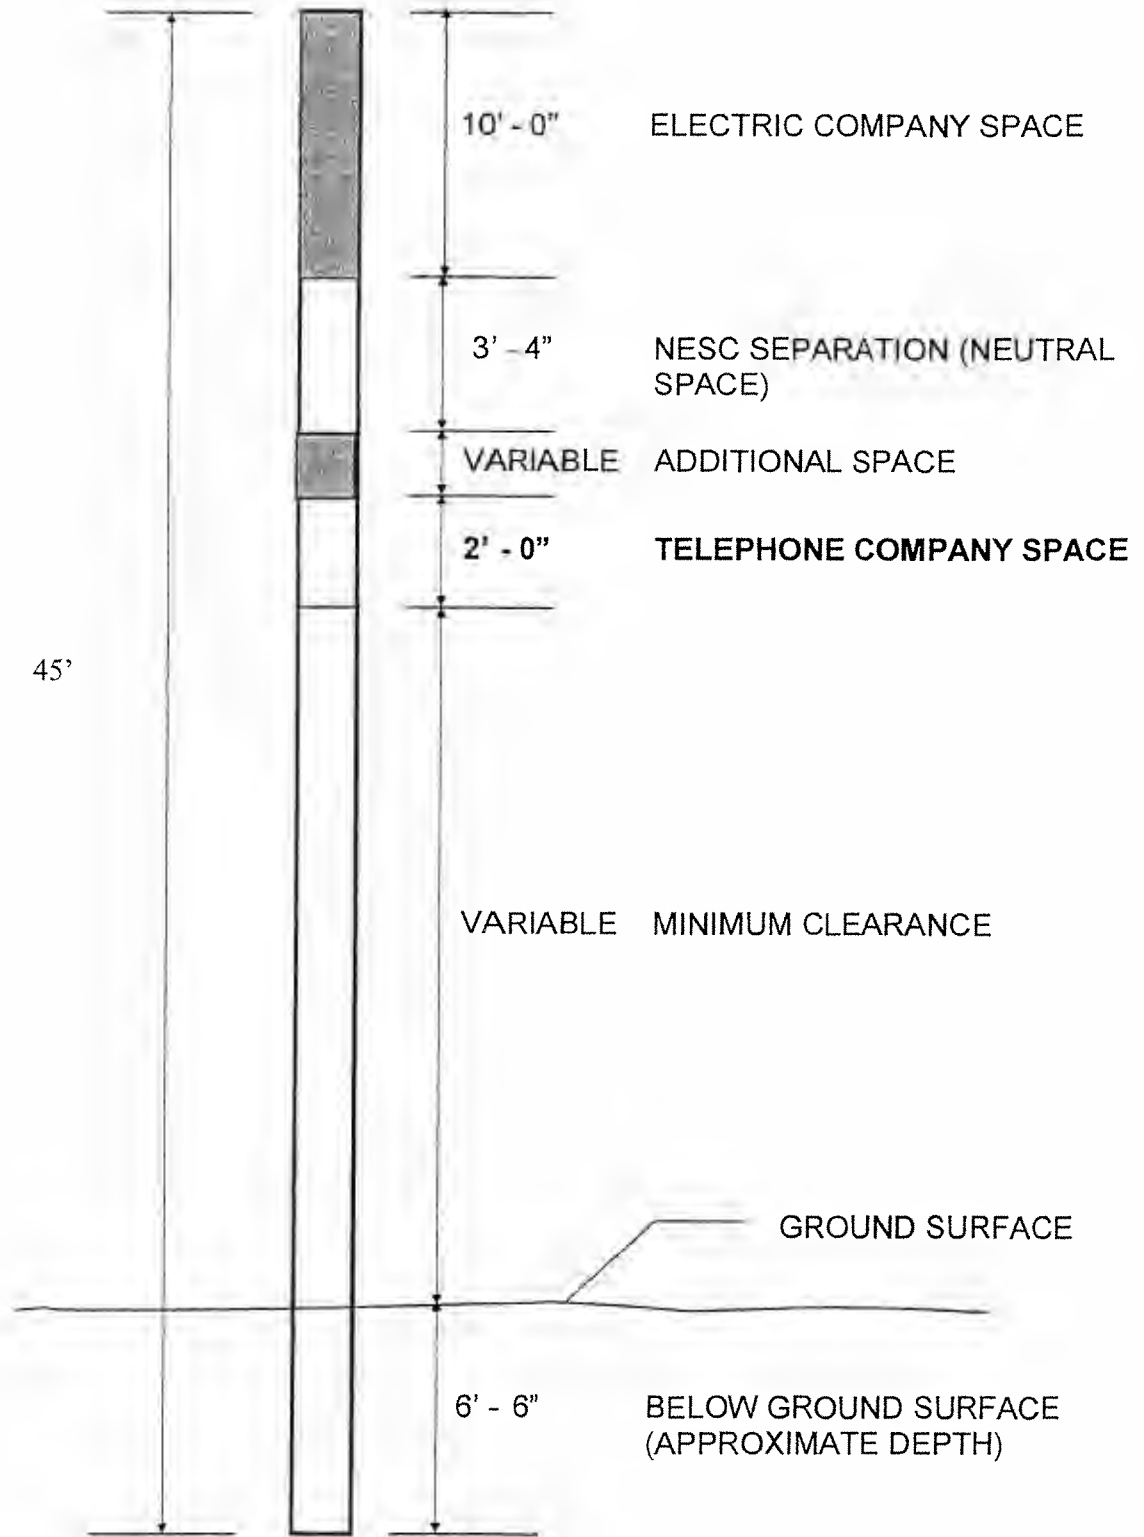 10' - 0" ELECTRIC COMPANY SPACE
3' - 4" NESC SEPARATION (NEUTRAL
SPACE)
VARIABLE ADDITIONAL SPACE
2' - 0" TELEPHONE COMPANY SPACE
45'
VARIABLE MINIMUM CLEARANCE
GROUND SURFACE
6' - 6" BELOW GROUND SURFACE
(APPROXIMATE DEPTH)